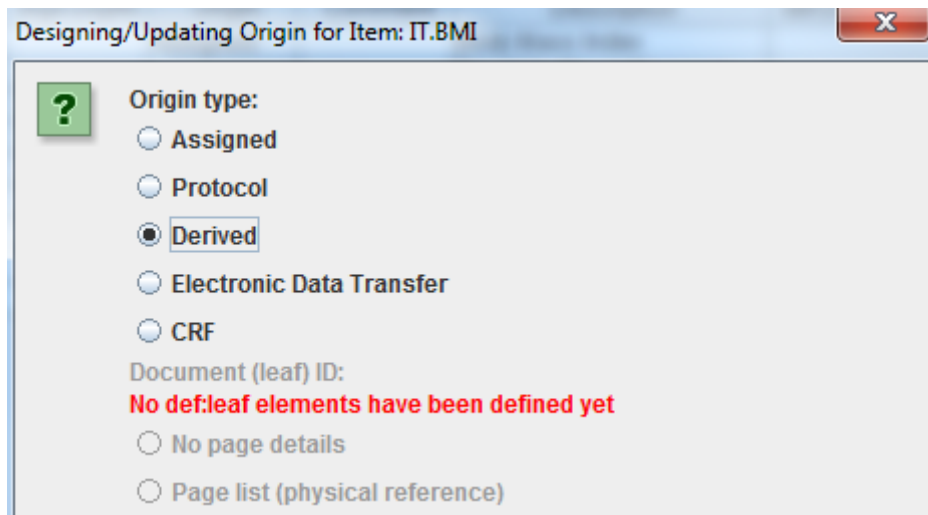 Designing/Updating Origin for Item: IT.BMI
Origin type:
Assigned
Protocol
Derived
Electronic Data Transfer
CRF
Document (leaf) ID:
No def:leaf elements have been defined yet
No page details
Page list (physical reference)